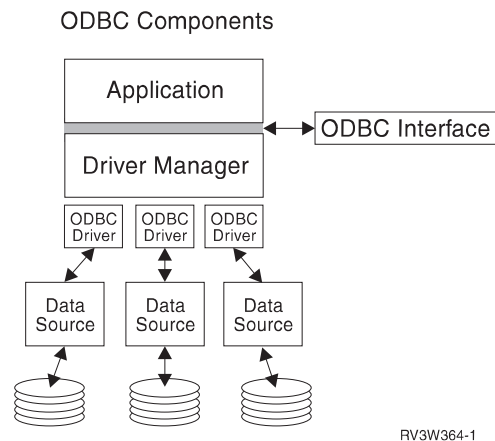 ODBC Components
Application
ODBC Interface
Driver Manager
ODBC
Driver
ODBC
Driver
ODBC
Driver
Data
Source
Data
Source
Data
Source
RV3W364-1